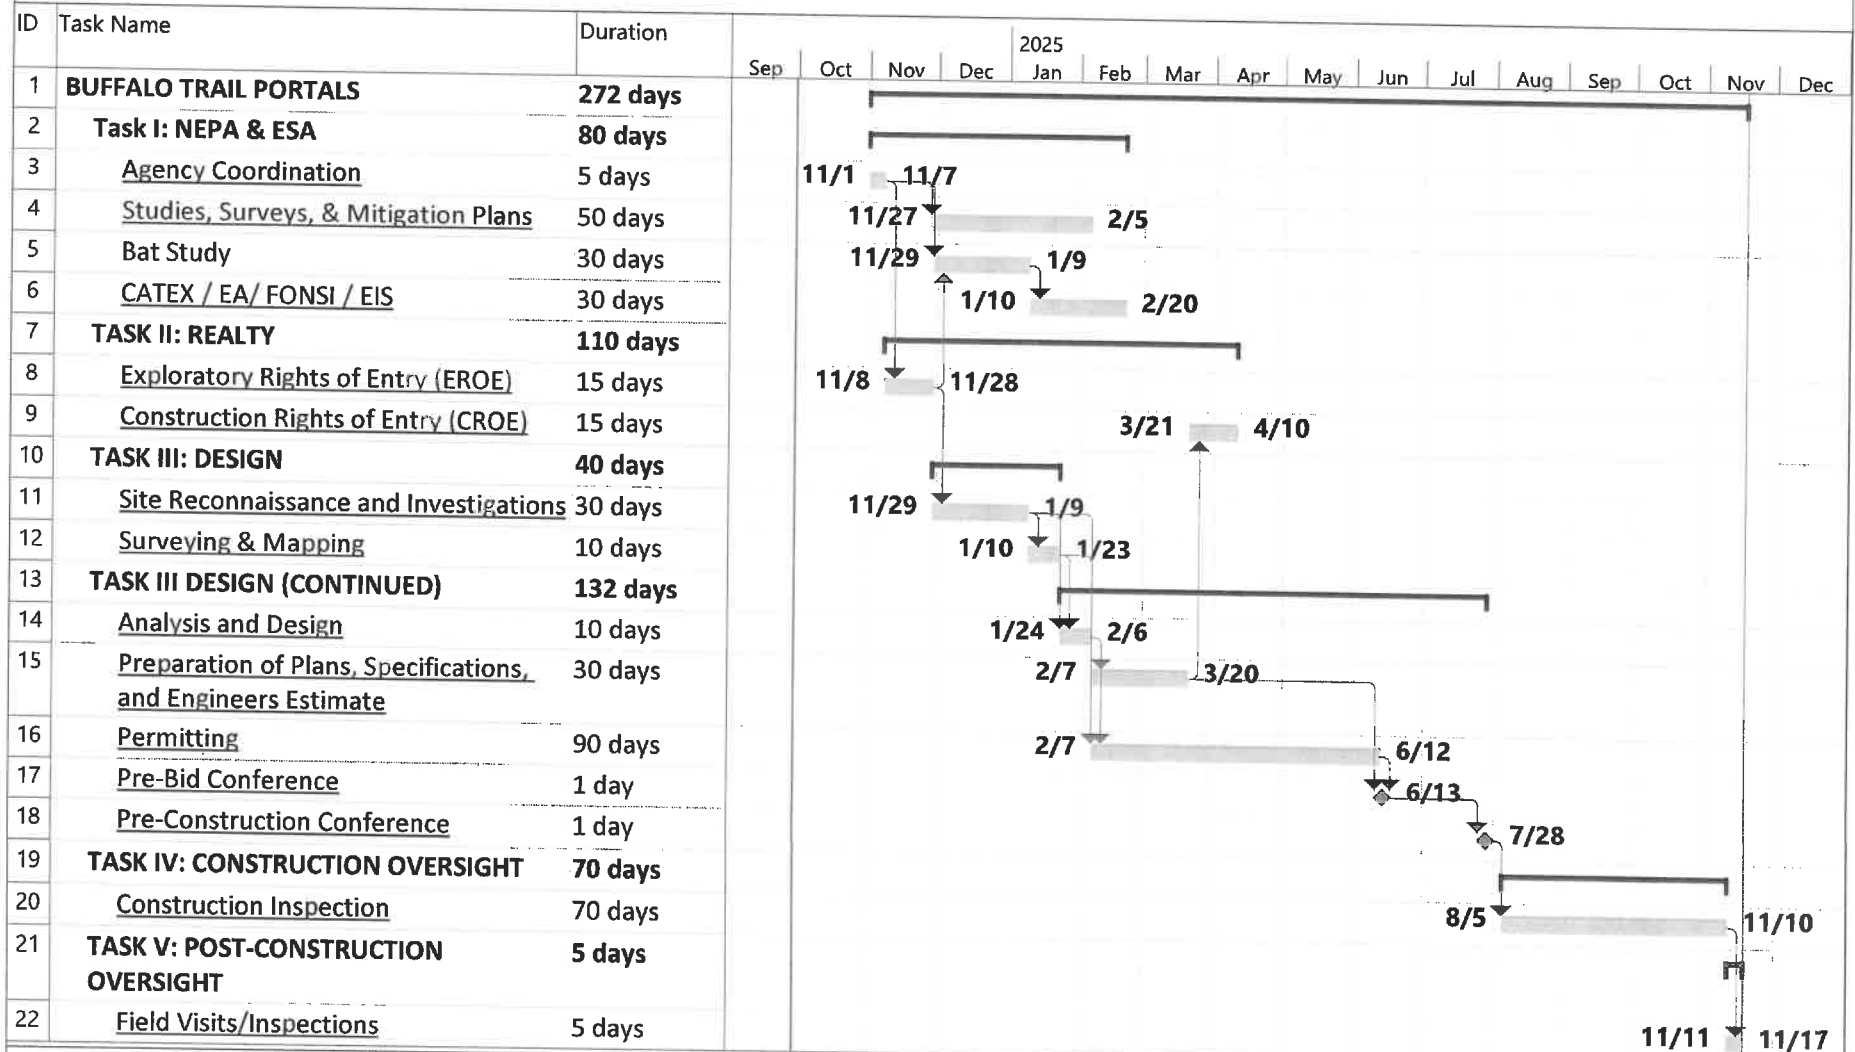 ID Task Name Duration
2025
Sep Oct Nov Dec Jan Feb Mar Apr May Jun Jul Aug Sep Oct Nov Dec
1 BUFFALO TRAIL PORTALS 272 days
2 Task I: NEPA & ESA 80 days
3 Agency Coordination 5 days 11/1 11/7
4 Studies, Surveys, & Mitigation Plans 50 days 11/27 2/5
5 Bat Study 30 days 11/29 1/9
6 CATEX / EA/ FONSI / EIS 30 days 1/10 2/20
7 TASK II: REALTY 110 days
8 Exploratory Rights of Entry (EROE) 15 days 11/8 11/28
9 Construction Rights of Entry (CROE) 15 days 3/21 4/10
10 TASK III: DESIGN 40 days
11 Site Reconnaissance and Investigations 30 days 11/29 1/9
12 Surveying & Mapping 10 days 1/10 1/23
13 TASK III DESIGN (CONTINUED) 132 days
14 Analysis and Design 10 days 1/24 2/6
15 Preparation of Plans, Specifications, 30 days 2/7 3/20
and Engineers Estimate
16 Permitting 90 days 2/7 6/12
17 Pre-Bid Conference 1 day 6/13
18 Pre-Construction Conference 1 day 7/28
19 TASK IV: CONSTRUCTION OVERSIGHT 70 days
20 Construction Inspection 70 days 8/5 11/10
21 TASK V: POST-CONSTRUCTION 5 days
OVERSIGHT
22 Field Visits/Inspections 5 days 11/11 11/17